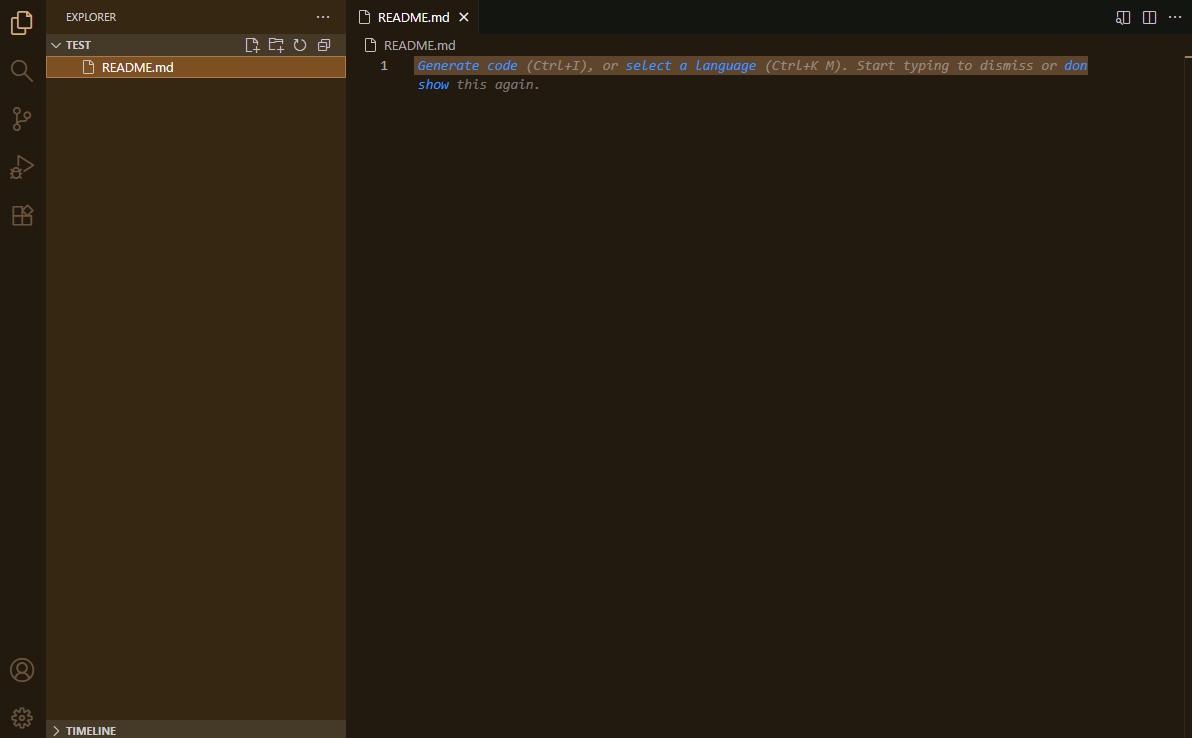 EXPLORER
TEST
README.md
TIMELINE
README.md
README.md
1 Generate code (Ctrl+I), or select a language (Ctrl+K M). Start typing to dismiss or don
show this again.